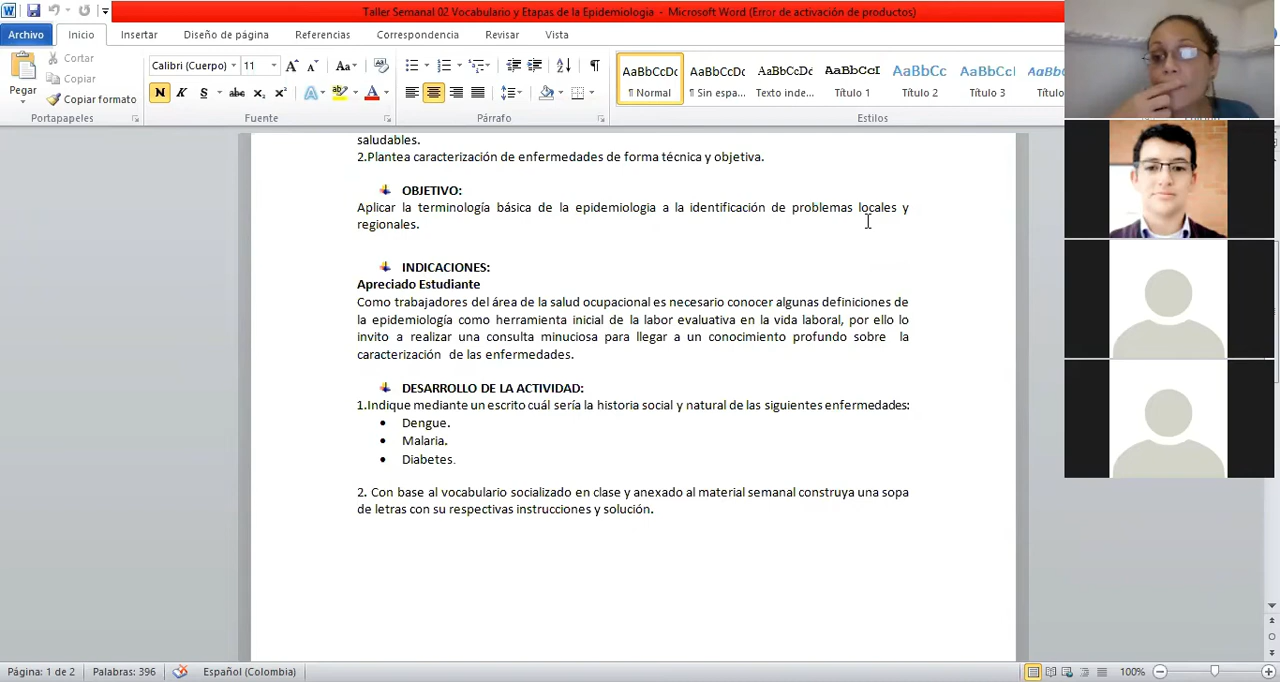 Taller Semanal 02 Vocabulario y Etapas de la Epidemiologia - Microsoft Word (Error de activación de productos)
Archivo Inicio Insertar Diseño de página Referencias Correspondencia Revisar Vista
Cortar
Copiar
Pegar
Copiar formato
Portapapeles
Calibri (Cuerpo) 11
Fuente
Párrafo
AaBbCcDc AaBbCcDc AaBbCcDc AaBbCcI AaBbCc AaBbCcI AaBb
¶ Normal ¶ Sin espa... Texto inde... Título 1 Título 2 Título 3 Título
Estilos
saludables.
2.Plantea caracterización de enfermedades de forma técnica y objetiva.
OBJETIVO:
Aplicar la terminología básica de la epidemiologia a la identificación de problemas locales y
regionales.
INDICACIONES:
Apreciado Estudiante
Como trabajadores del área de la salud ocupacional es necesario conocer algunas definiciones de
la epidemiología como herramienta inicial de la labor evaluativa en la vida laboral, por ello lo
invito a realizar una consulta minuciosa para llegar a un conocimiento profundo sobre la
caracterización de las enfermedades.
DESARROLLO DE LA ACTIVIDAD:
1.Indique mediante un escrito cuál sería la historia social y natural de las siguientes enfermedades:
• Dengue.
• Malaria.
• Diabetes.
2. Con base al vocabulario socializado en clase y anexado al material semanal construya una sopa
de letras con su respectivas instrucciones y solución.
Página: 1 de 2 Palabras: 396 Español (Colombia) 100%